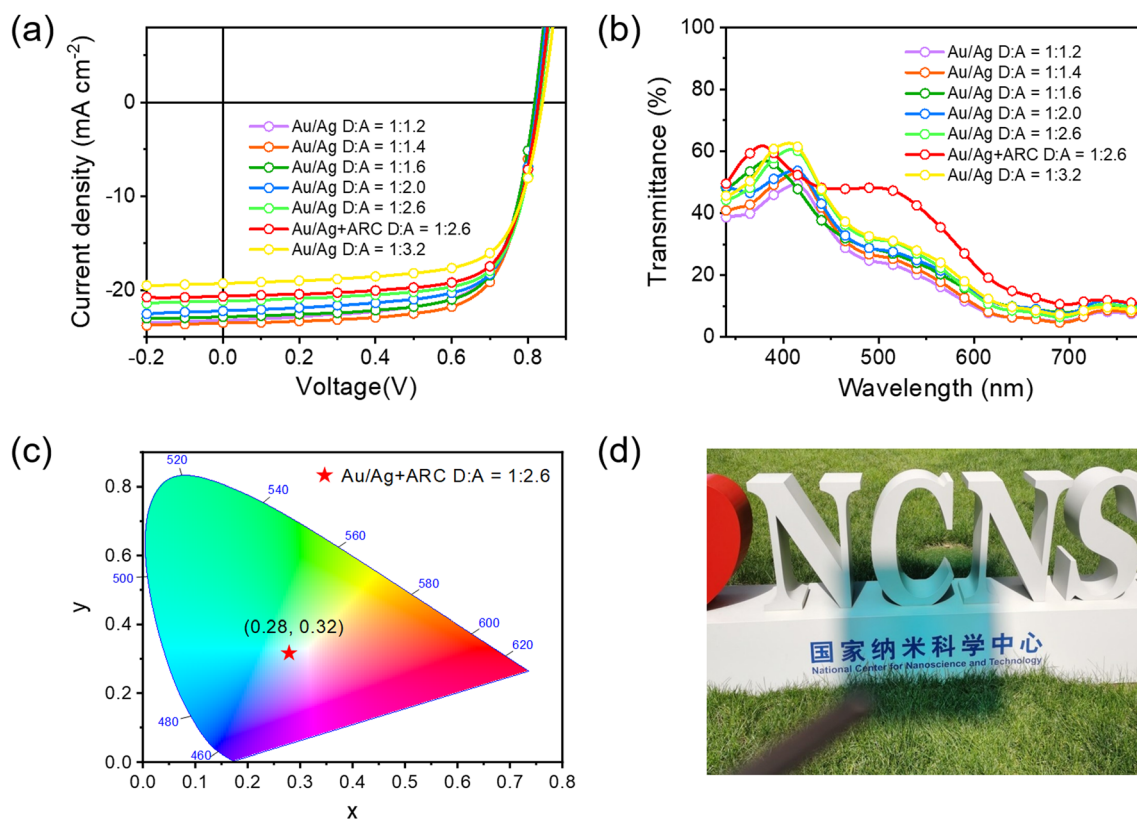 (a)
Current density (mA cm-2)
0
-10
-20
-0.2 0.0 0.2 0.4 0.6 0.8
Voltage(V)
Au/Ag D:A = 1:1.2
Au/Ag D:A = 1:1.4
Au/Ag D:A = 1:1.6
Au/Ag D:A = 1:2.0
Au/Ag D:A = 1:2.6
Au/Ag+ARC D:A = 1:2.6
Au/Ag D:A = 1:3.2
(b)
Transmittance (%)
100
80
60
40
20
0
400 500 600 700
Wavelength (nm)
Au/Ag D:A = 1:1.2
Au/Ag D:A = 1:1.4
Au/Ag D:A = 1:1.6
Au/Ag D:A = 1:2.0
Au/Ag D:A = 1:2.6
Au/Ag+ARC D:A = 1:2.6
Au/Ag D:A = 1:3.2
(c)
Au/Ag+ARC D:A = 1:2.6
y
0.8
0.6
0.4
0.2
0.0
520
540
560
500
580
600
620
480
460
(0.28, 0.32)
0.0 0.1 0.2 0.3 0.4 0.5 0.6 0.7 0.8
x
(d)
NCNS
国家纳米科学中心
National Center for Nanoscience and Technology